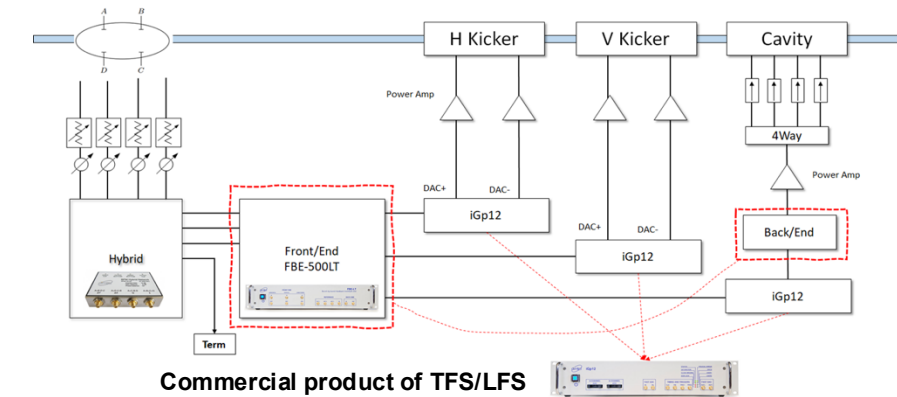 A
B
D
C
H Kicker
V Kicker
Cavity
Power Amp
4Way
Power Amp
DAC+
DAC-
iGp12
DAC+
DAC-
iGp12
Back/End
iGp12
Hybrid
Front/End
FBE-500LT
Term
Commercial product of TFS/LFS